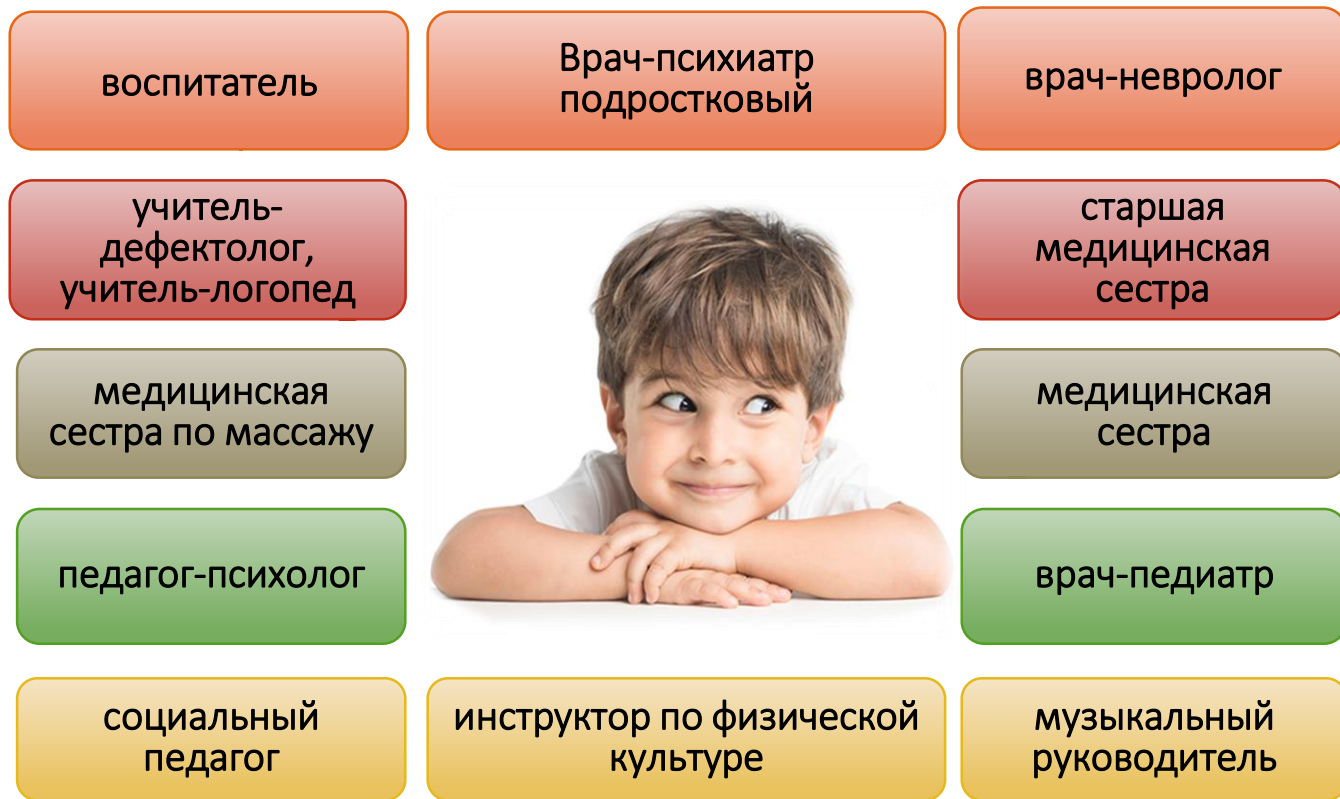 воспитатель
Врач-психиатр
подростковый
врач-невролог
учитель-
дефектолог,
учитель-логопед
старшая
медицинская
сестра
медицинская
сестра по массажу
медицинская
сестра
педагог-психолог
врач-педиатр
социальный
педагог
инструктор по физической
культуре
музыкальный
руководитель